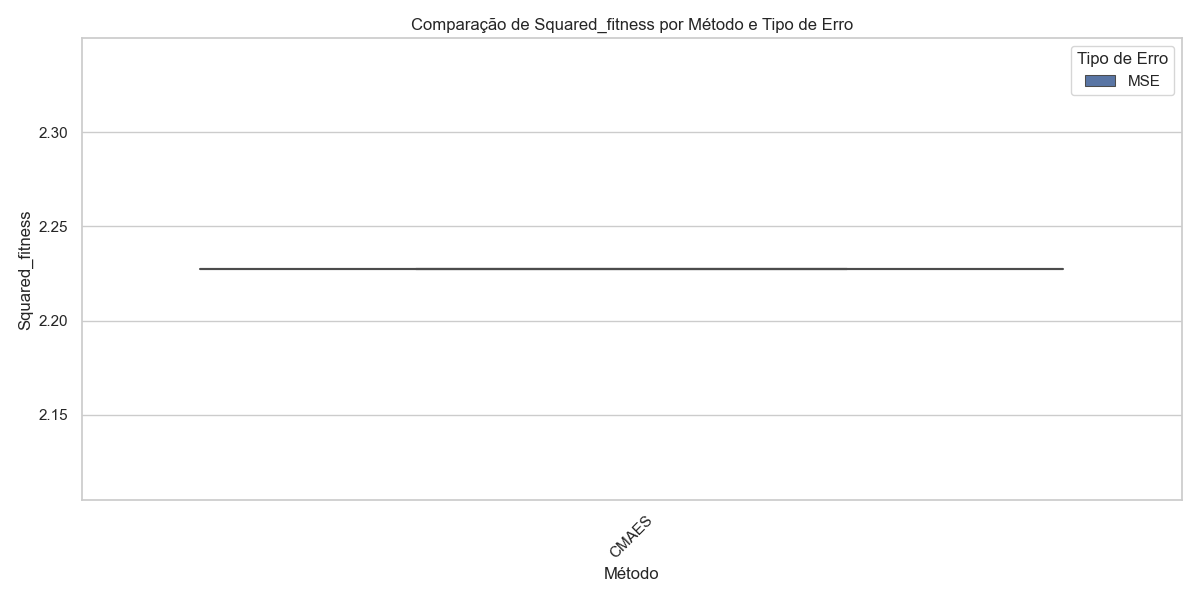 Comparação de Squared_fitness por Método e Tipo de Erro
Tipo de Erro
MSE
2.30
2.25
2.20
2.15
Squared_fitness
CMAES
Método